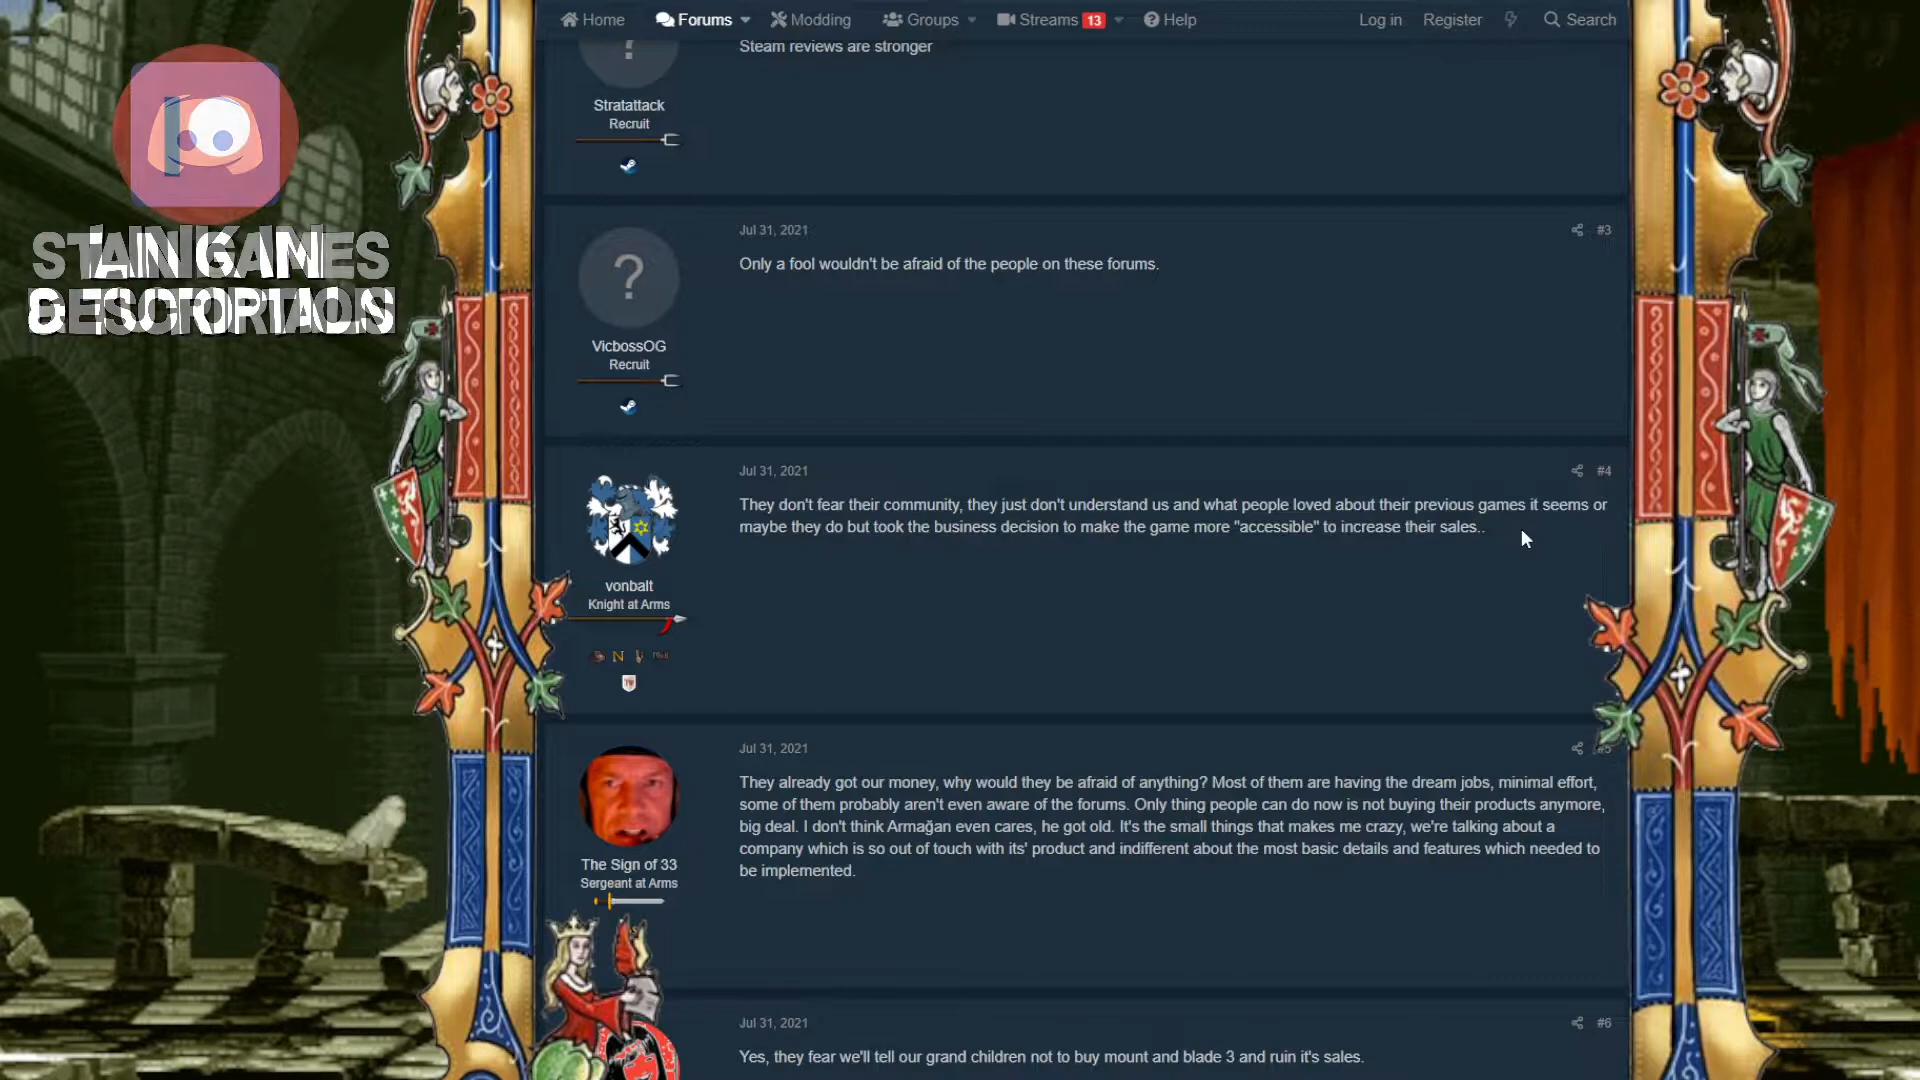 Home
Forums
Modding
Groups
Streams 13
Help
Log in
Register
Search
Steam reviews are stronger
Stratattack
Recruit
Jul 31, 2021
#3
Only a fool wouldn't be afraid of the people on these forums.
?
VicbossOG
Recruit
Jul 31, 2021
#4
They don't fear their community, they just don't understand us and what people loved about their previous games it seems or
maybe they do but took the business decision to make the game more "accessible" to increase their sales..
vonbalt
Knight at Arms
Jul 31, 2021
#5
They already got our money, why would they be afraid of anything? Most of them are having the dream jobs, minimal effort,
some of them probably aren't even aware of the forums. Only thing people can do now is not buying their products anymore,
big deal. I don't think Armağan even cares, he got old. It's the small things that makes me crazy, we're talking about a
company which is so out of touch with its' product and indifferent about the most basic details and features which needed to
be implemented.
The Sign of 33
Sergeant at Arms
Jul 31, 2021
#6
Yes, they fear we'll tell our grand children not to buy mount and blade 3 and ruin it's sales.